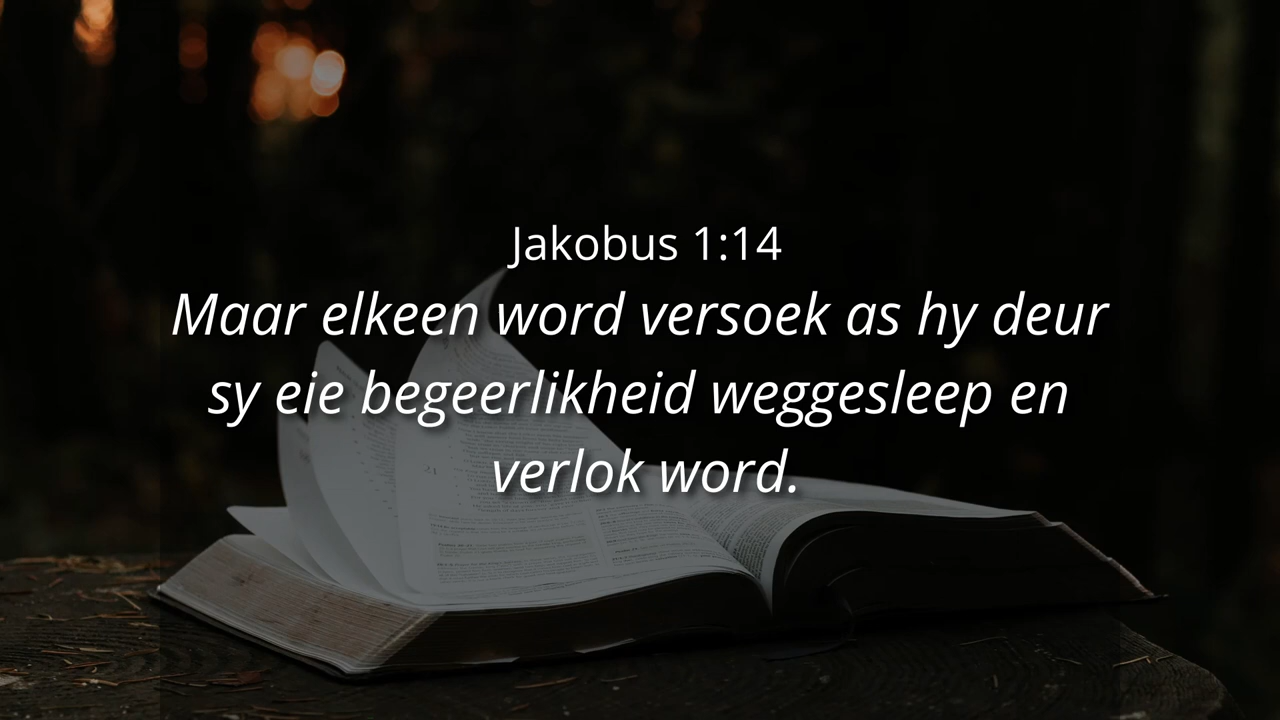 Jakobus 1:14
Maar elkeen word versoek as hy deur
sy eie begeerlikheid weggesleep en
verlok word.